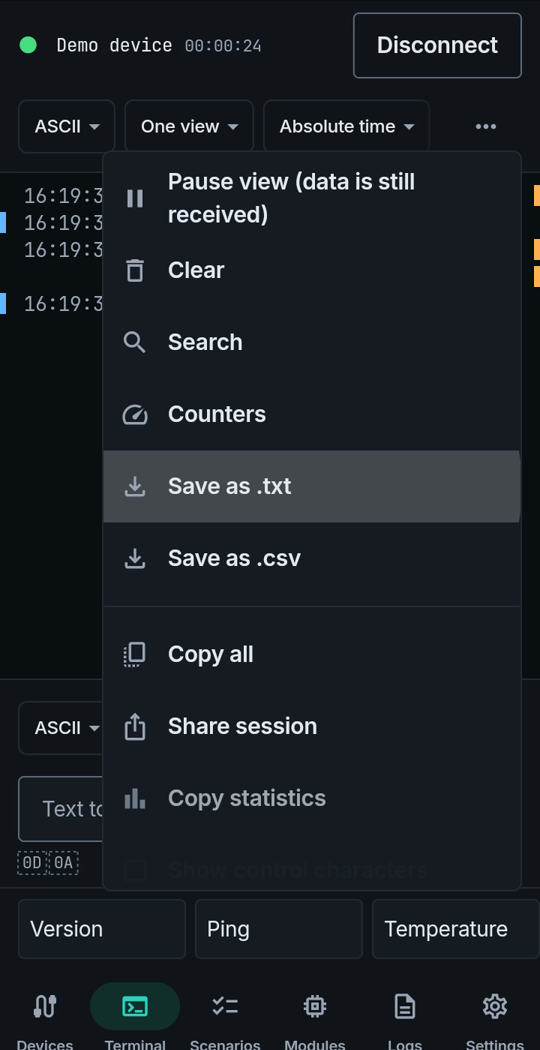 Demo device 00:00:24
Disconnect
ASCII
One view
Absolute time
16:19:3
16:19:3
16:19:3
16:19:3
Pause view (data is still
received)
Clear
Search
Counters
Save as .txt
Save as .csv
Copy all
Share session
Copy statistics
Show control characters
ASCII
Text to
0D 0A
Version
Ping
Temperature
Devices
Terminal
Scenarios
Modules
Logs
Settings